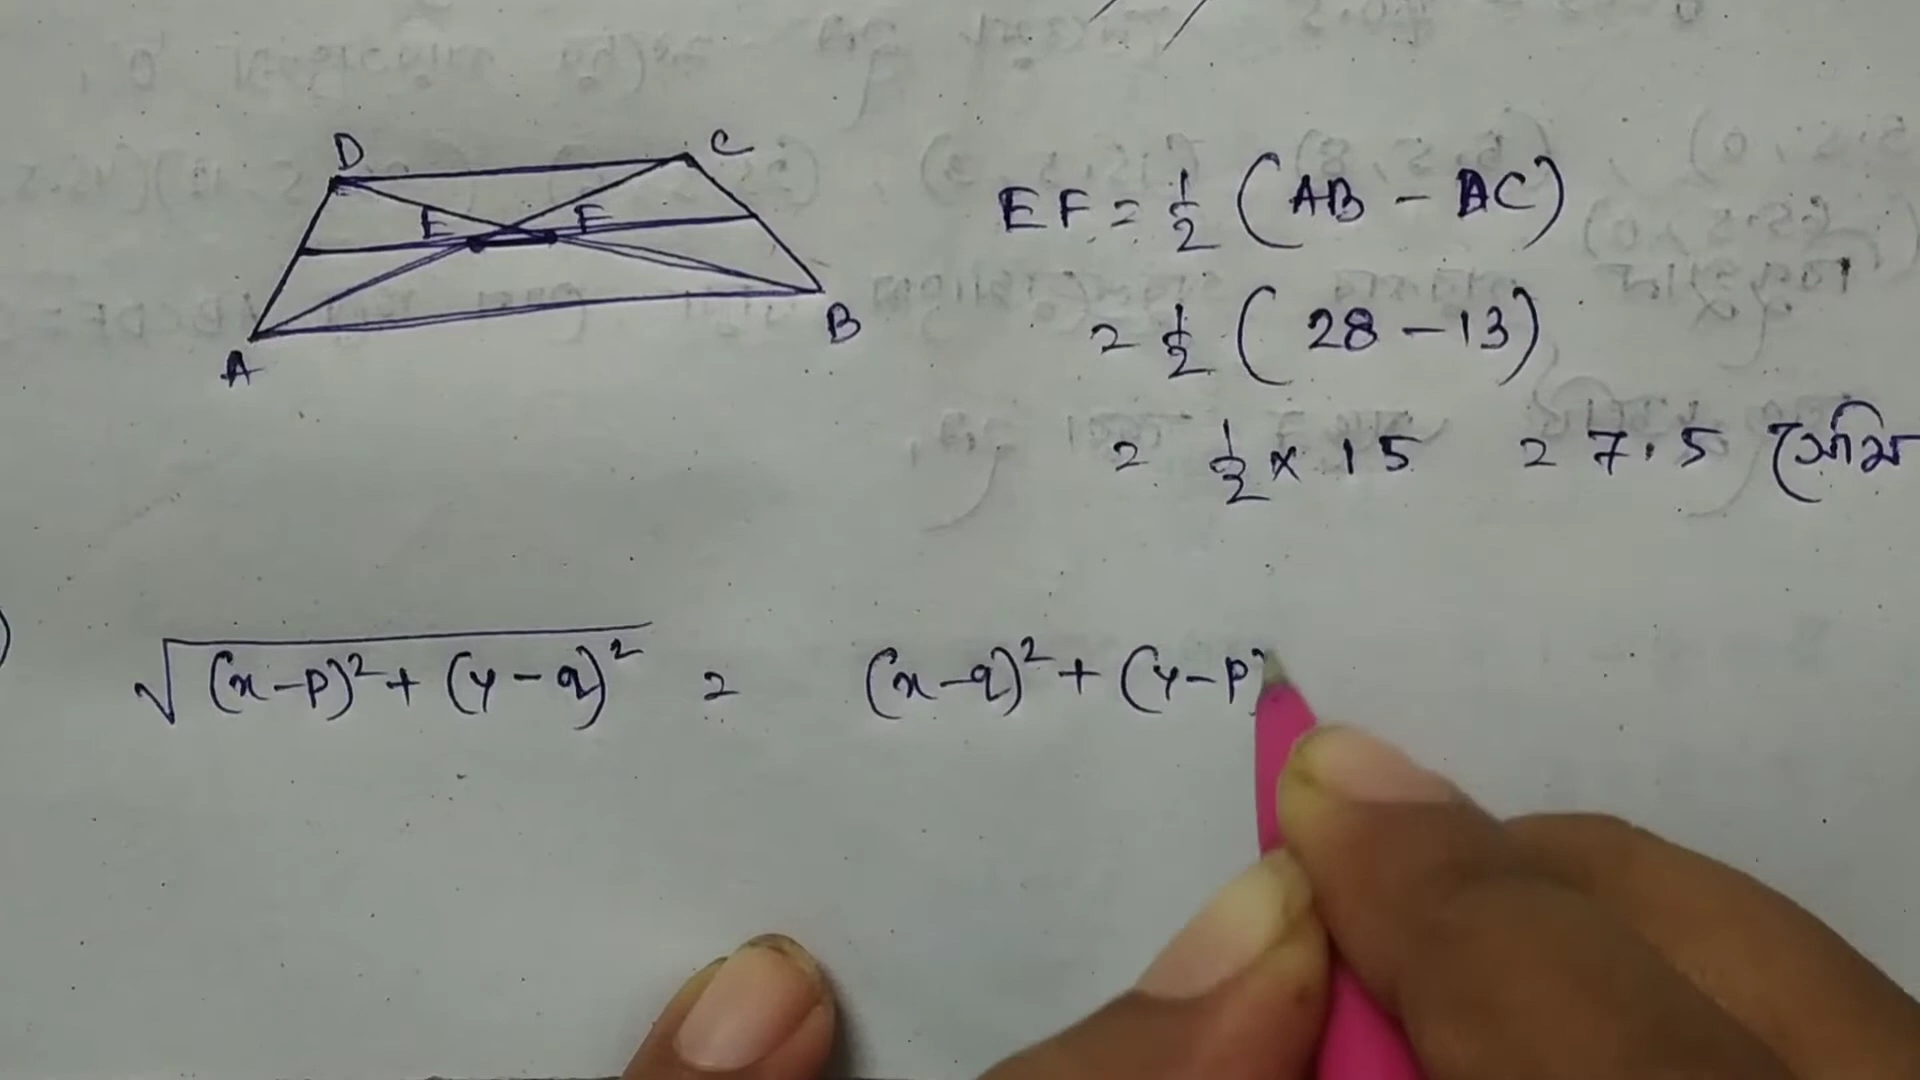 D
C
E F
A
B
EF = 1/2 (AB - DC)
= 1/2 (28 - 13)
= 1/2 × 15 = 7.5 সেমি
√(x-p)² + (y-q)² = (x-q)² + (y-p)